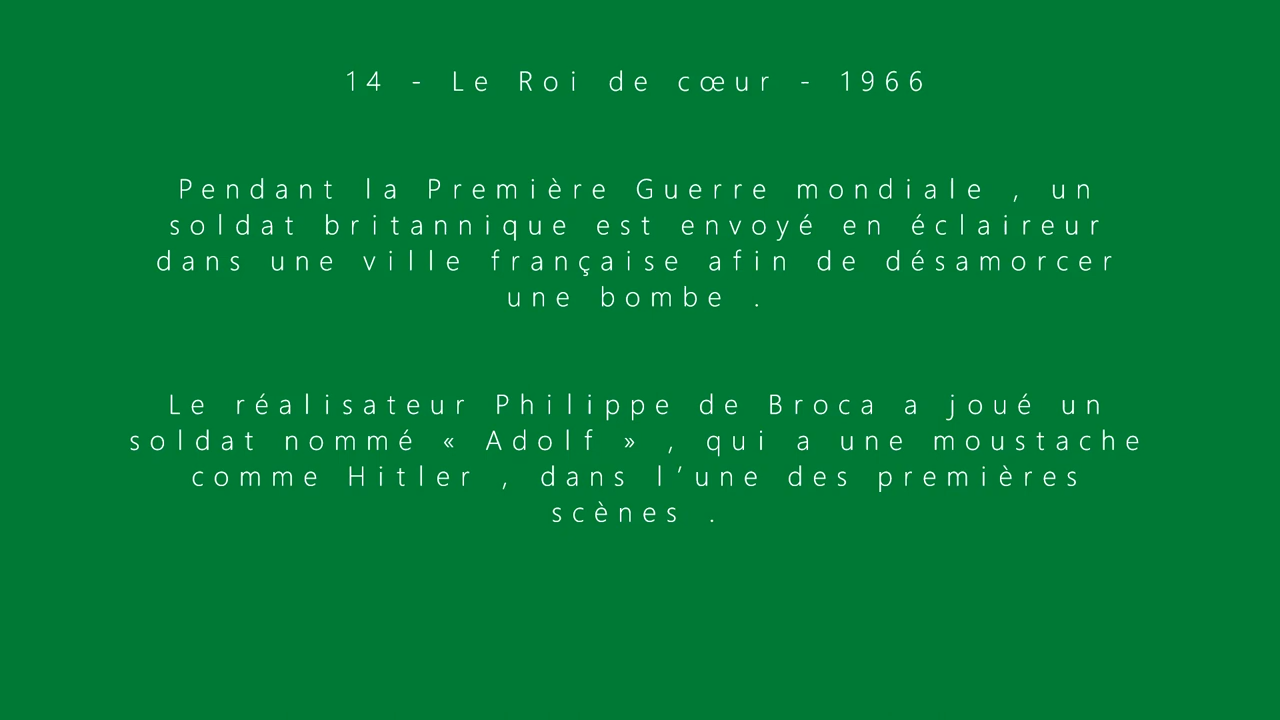 14 - Le Roi de cœur - 1966
Pendant la Première Guerre mondiale , un
soldat britannique est envoyé en éclaireur
dans une ville française afin de désamorcer
une bombe .
Le réalisateur Philippe de Broca a joué un
soldat nommé « Adolf » , qui a une moustache
comme Hitler , dans l’une des premières
scènes .